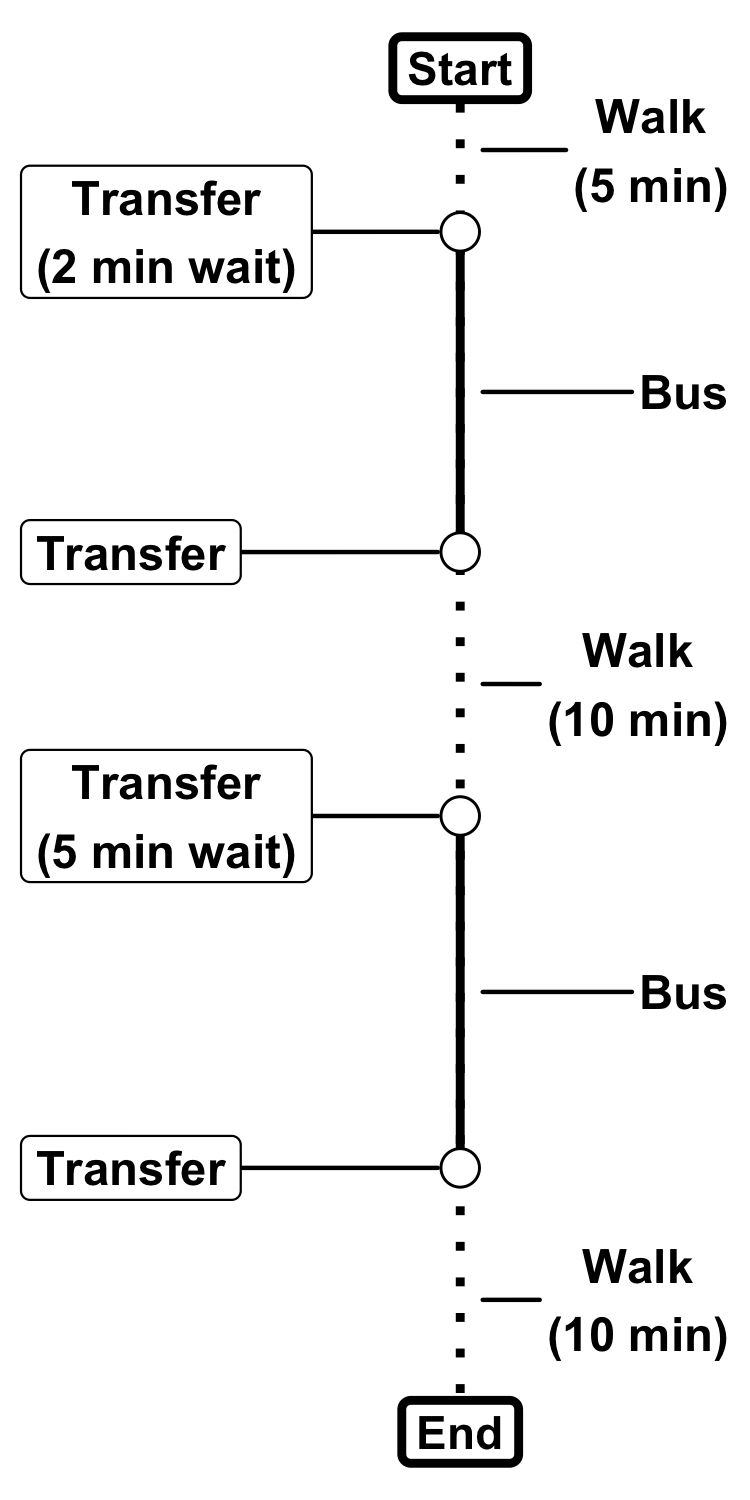 Start
Walk
(5 min)
Transfer
(2 min wait)
Bus
Transfer
Walk
(10 min)
Transfer
(5 min wait)
Bus
Transfer
Walk
(10 min)
End